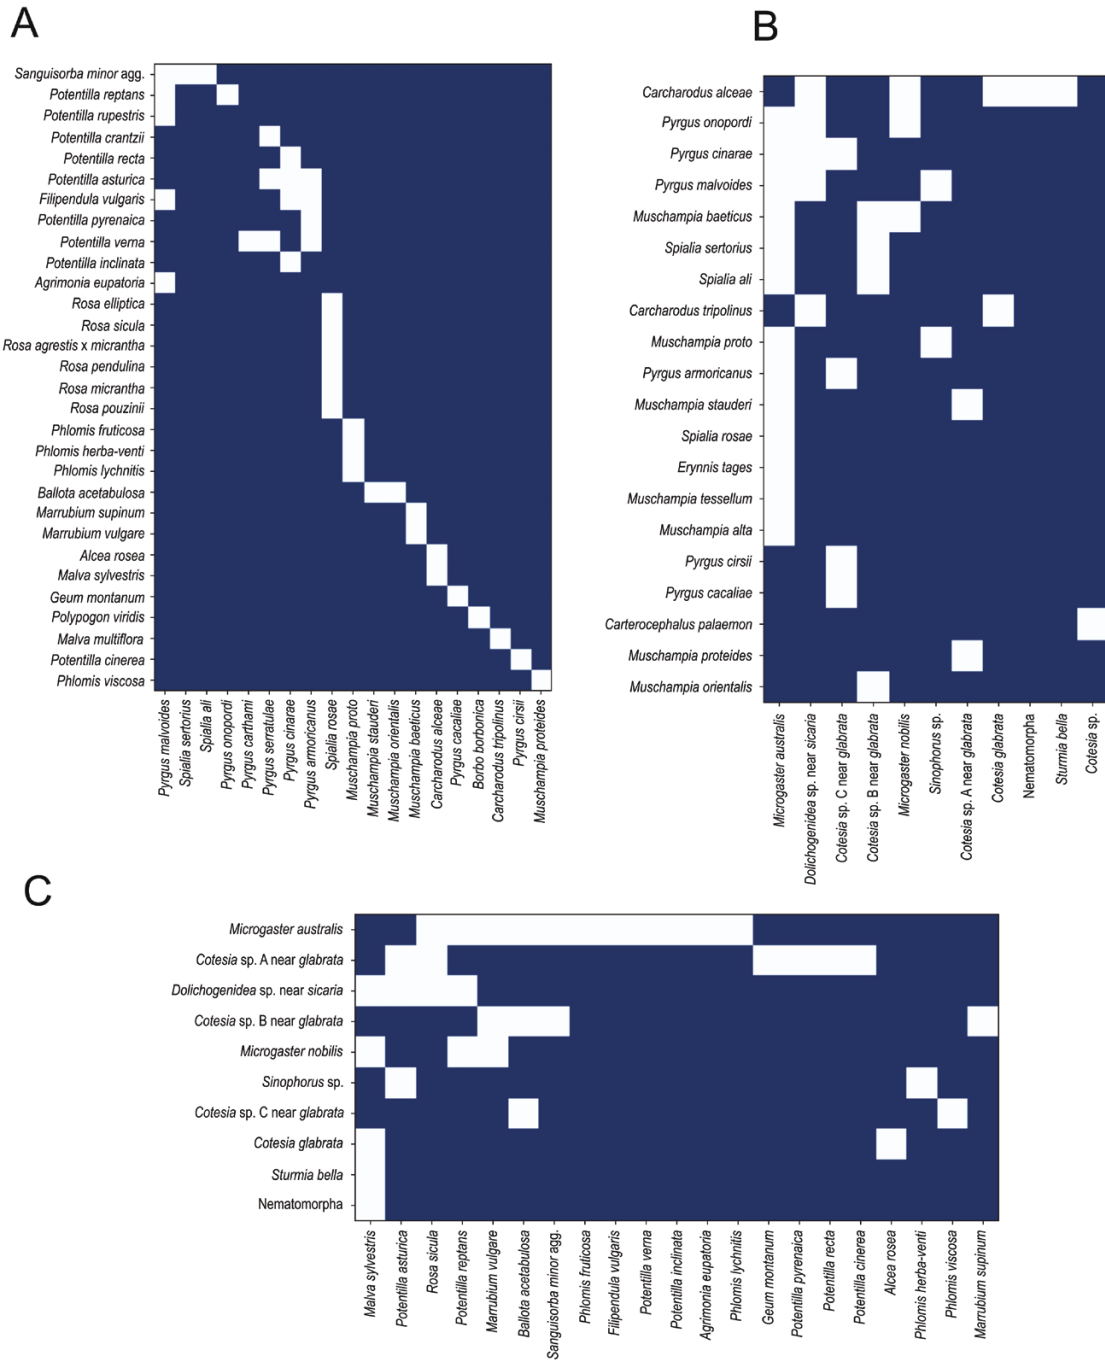 A
Sanguisorba minor agg.
Potentilla reptans
Potentilla rupestris
Potentilla crantzii
Potentilla recta
Potentilla asturica
Filipendula vulgaris
Potentilla pyrenaica
Potentilla verna
Potentilla inclinata
Agrimonia eupatoria
Rosa elliptica
Rosa sicula
Rosa agrestis x micrantha
Rosa pendulina
Rosa micrantha
Rosa pouzinii
Phlomis fruticosa
Phlomis herba-venti
Phlomis lychnitis
Ballota acetabulosa
Marrubium supinum
Marrubium vulgare
Alcea rosea
Malva sylvestris
Geum montanum
Polypogon viridis
Malva multiflora
Potentilla cinerea
Phlomis viscosa
Pyrgus malvoides
Spialia sertorius
Spialia ali
Pyrgus onopordi
Pyrgus carthami
Pyrgus serratulae
Pyrgus cinarae
Pyrgus armoricanus
Spialia rosae
Muschampia proto
Muschampia stauderi
Muschampia orientalis
Muschampia baeticus
Carcharodus alceae
Pyrgus cacaliae
Borbo borbonica
Carcharodus tripolinus
Pyrgus cirsii
Muschampia proteides
B
Carcharodus alceae
Pyrgus onopordi
Pyrgus cinarae
Pyrgus malvoides
Muschampia baeticus
Spialia sertorius
Spialia ali
Carcharodus tripolinus
Muschampia proto
Pyrgus armoricanus
Muschampia stauderi
Spialia rosae
Erynnis tages
Muschampia tessellum
Muschampia alta
Pyrgus cirsii
Pyrgus cacaliae
Carterocephalus palaemon
Muschampia proteides
Muschampia orientalis
Microgaster australis
Dolichogenidea sp. near sicaria
Cotesia sp. C near glabrata
Cotesia sp. B near glabrata
Microgaster nobilis
Sinophorus sp.
Cotesia sp. A near glabrata
Cotesia glabrata
Nematomorpha
Sturmia bella
Cotesia sp.
C
Microgaster australis
Cotesia sp. A near glabrata
Dolichogenidea sp. near sicaria
Cotesia sp. B near glabrata
Microgaster nobilis
Sinophorus sp.
Cotesia sp. C near glabrata
Cotesia glabrata
Sturmia bella
Nematomorpha
Malva sylvestris
Potentilla asturica
Rosa sicula
Potentilla reptans
Marrubium vulgare
Ballota acetabulosa
Sanguisorba minor agg.
Phlomis fruticosa
Filipendula vulgaris
Potentilla verna
Potentilla inclinata
Agrimonia eupatoria
Phlomis lychnitis
Geum montanum
Potentilla pyrenaica
Potentilla recta
Potentilla cinerea
Alcea rosea
Phlomis herba-venti
Phlomis viscosa
Marrubium supinum